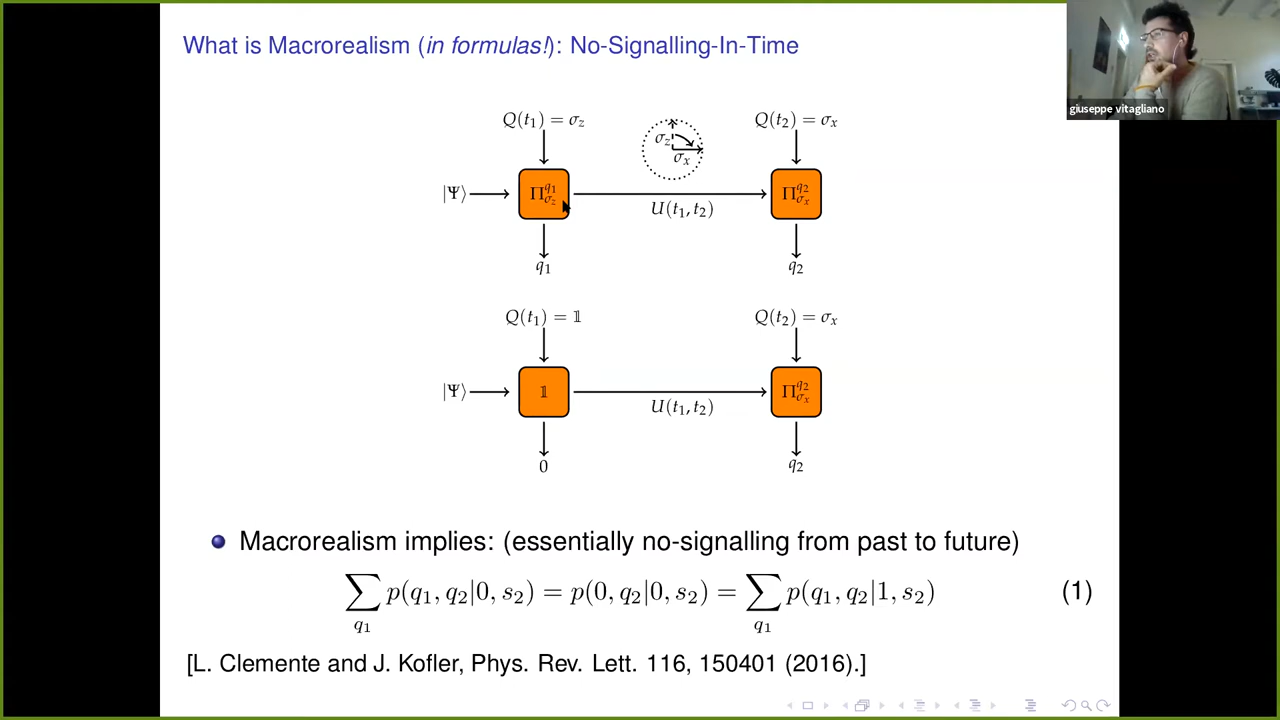 What is Macrorealism (in formulas!): No-Signalling-In-Time
giuseppe vitagliano
Q(t₁) = σ_z
Q(t₂) = σ_x
σ_z
σ_x
|Ψ⟩
Π^{q₁}_{σ_z}
U(t₁, t₂)
Π^{q₂}_{σ_x}
q₁
q₂
Q(t₁) = 𝟙
Q(t₂) = σ_x
|Ψ⟩
𝟙
U(t₁, t₂)
Π^{q₂}_{σ_x}
0
q₂
Macrorealism implies: (essentially no-signalling from past to future)
∑_{q₁} p(q₁, q₂|0, s₂) = p(0, q₂|0, s₂) = ∑_{q₁} p(q₁, q₂|1, s₂) (1)
[L. Clemente and J. Kofler, Phys. Rev. Lett. 116, 150401 (2016).]